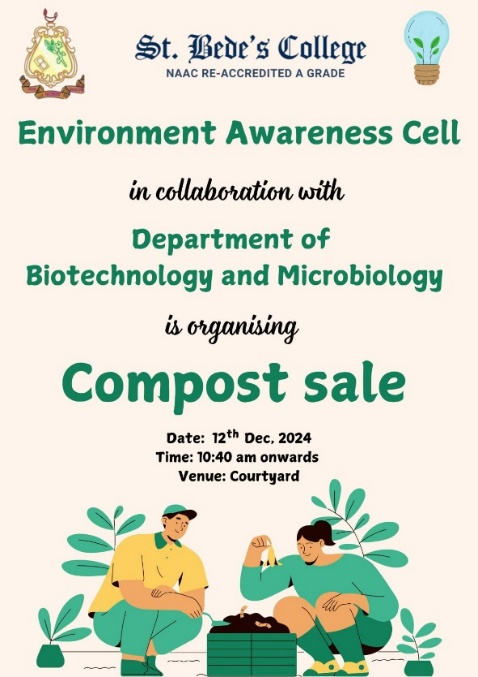 St. Bede's College
NAAC RE-ACCREDITED A GRADE
Environment Awareness Cell
in collaboration with
Department of
Biotechnology and Microbiology
is organising
Compost sale
Date: 12th Dec, 2024
Time: 10:40 am onwards
Venue: Courtyard